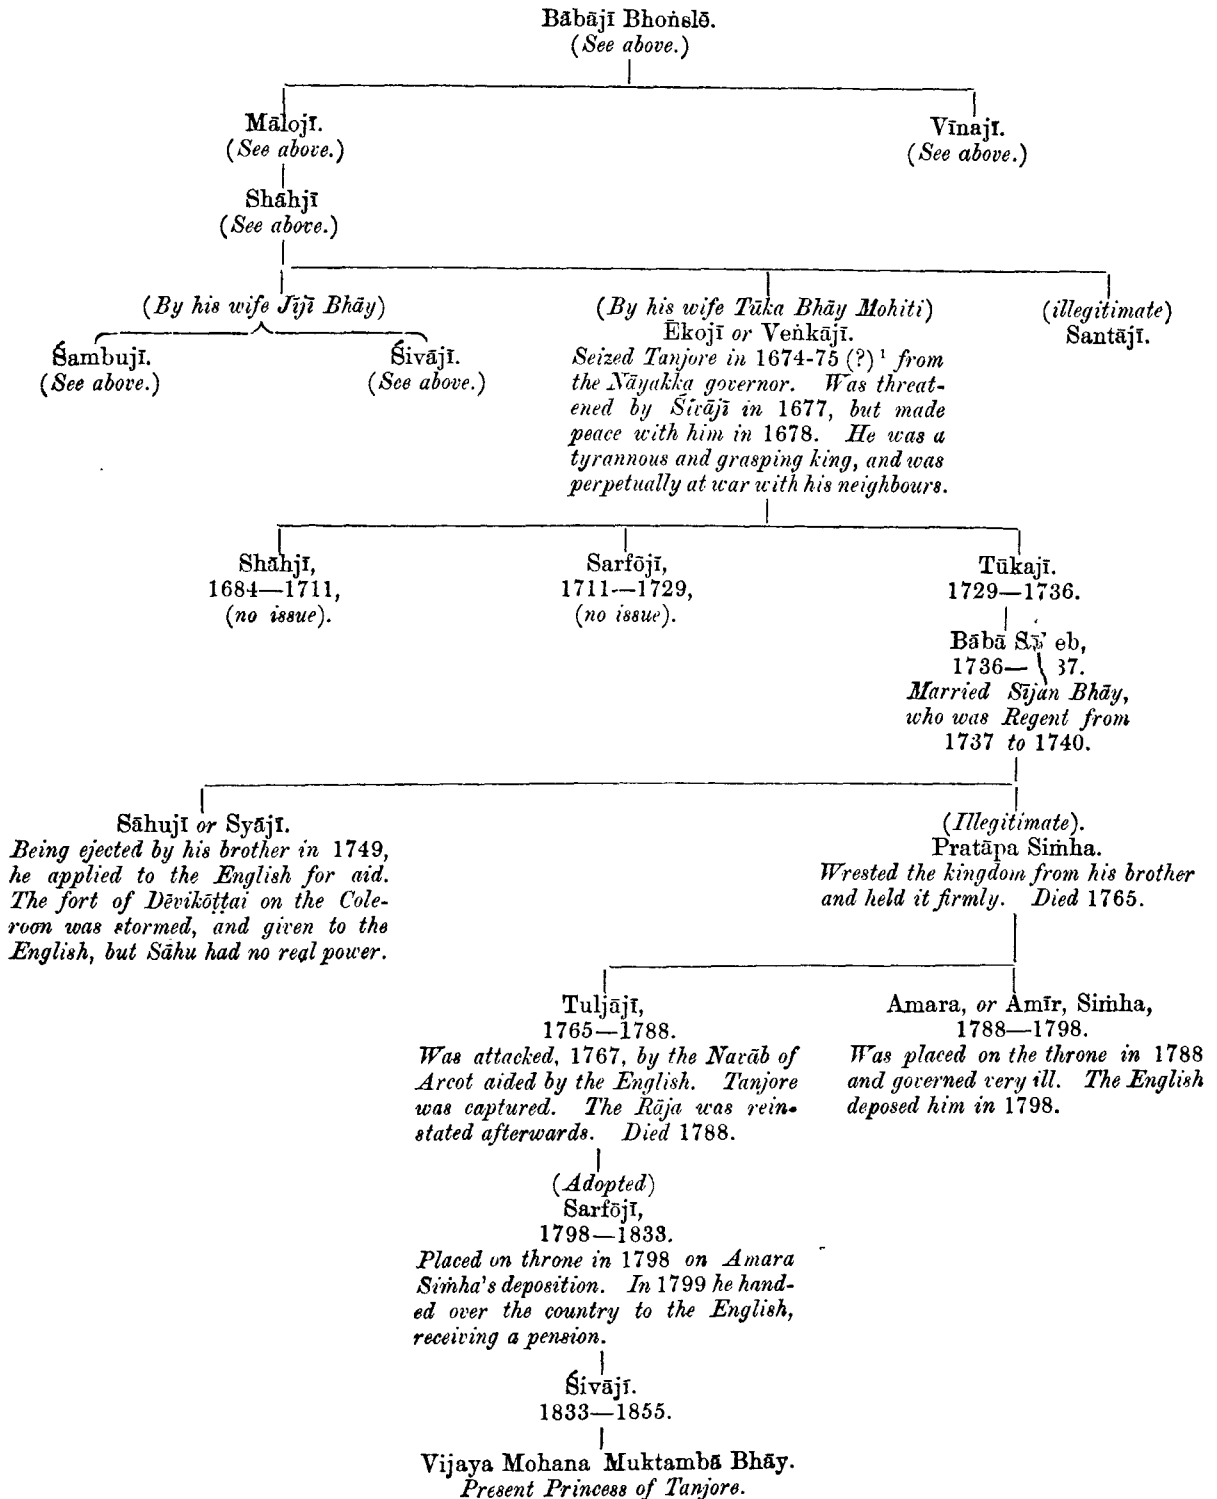 Bābājī Bhoṅslē.
(See above.)
Mālojī.
(See above.)
Vīnajī.
(See above.)
Shāhjī
(See above.)
(By his wife Jījī Bhāy)
Śambujī.
(See above.)
Śivājī.
(See above.)
(By his wife Tūka Bhāy Mohiti)
Ēkojī or Veṅkājī.
Seized Tanjore in 1674-75 (?) ¹ from
the Nāyakka governor. Was threat-
ened by Śivājī in 1677, but made
peace with him in 1678. He was a
tyrannous and grasping king, and was
perpetually at war with his neighbours.
(illegitimate)
Santājī.
Shāhjī,
1684—1711,
(no issue).
Sarfōjī,
1711—1729,
(no issue).
Tūkajī.
1729—1736.
Bābā
1736—
Married Sījān Bhāy,
who was Regent from
1737 to 1740.
Sāhujī or Syājī.
Being ejected by his brother in 1749,
he applied to the English for aid.
The fort of Dēvikōṭṭai on the Cole-
roon was stormed, and given to the
English, but Sāhu had no real power.
(Illegitimate).
Pratāpa Siṁha.
Wrested the kingdom from his brother
and held it firmly. Died 1765.
Tuljājī,
1765—1788.
Was attacked, 1767, by the Navāb of
Arcot aided by the English. Tanjore
was captured. The Rāja was rein-
stated afterwards. Died 1788.
Amara, or Amīr, Siṁha,
1788—1798.
Was placed on the throne in 1788
and governed very ill. The English
deposed him in 1798.
(Adopted)
Sarfōjī,
1798—1833.
Placed on throne in 1798 on Amara
Siṁha's deposition. In 1799 he hand-
ed over the country to the English,
receiving a pension.
Śivājī.
1833—1855.
Vijaya Mohana Muktambā Bhāy.
Present Princess of Tanjore.